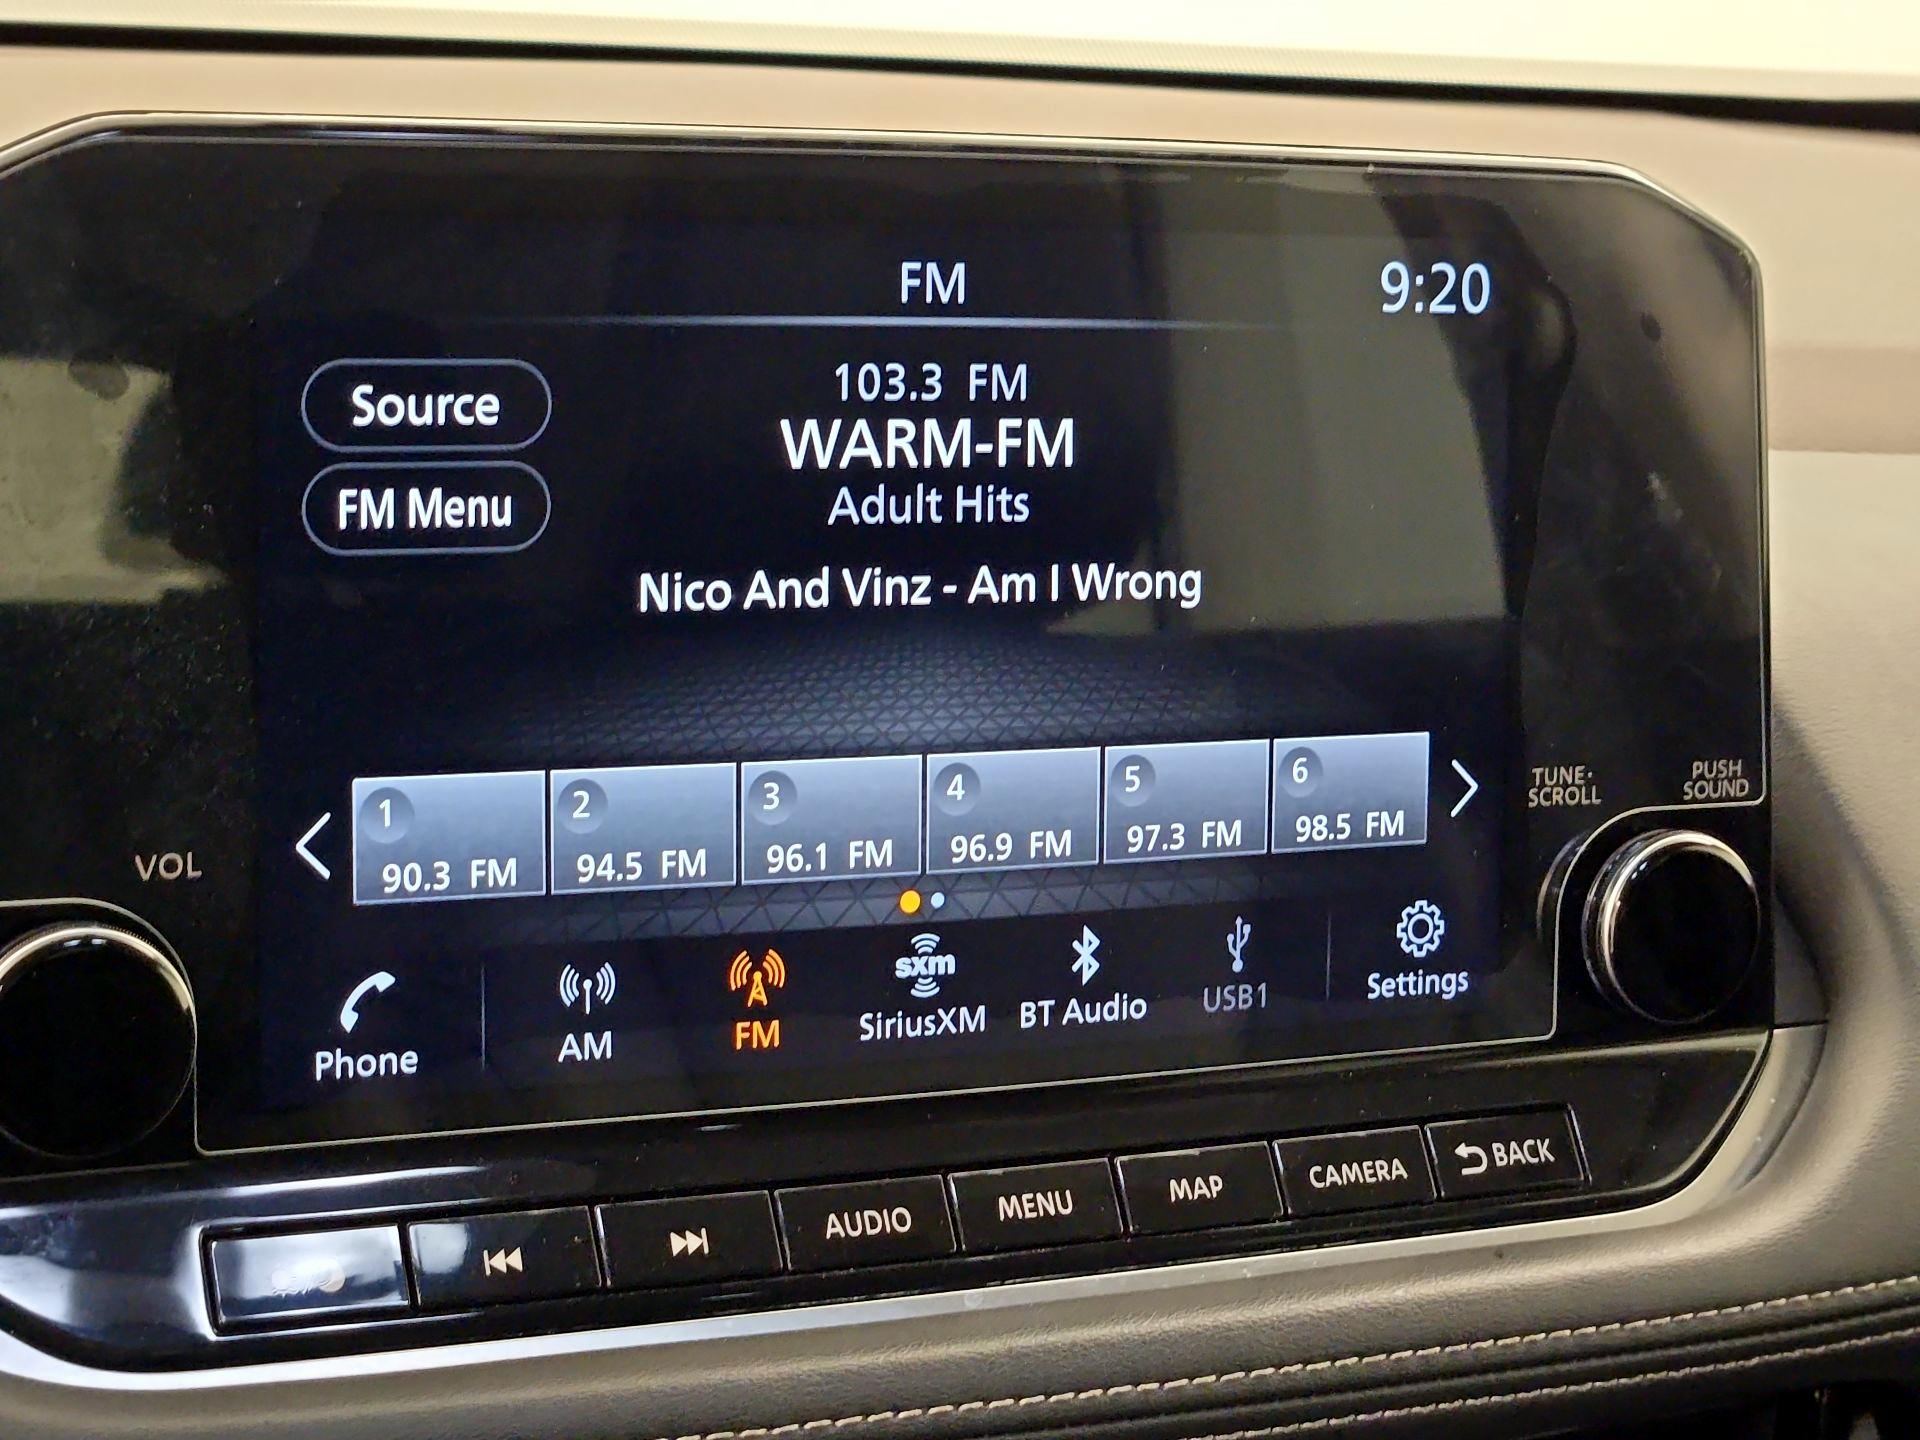 FM
9:20
Source
103.3 FM
WARM-FM
FM Menu
Adult Hits
Nico And Vinz - Am I Wrong
1
2
3
4
5
6
90.3 FM
94.5 FM
96.1 FM
96.9 FM
97.3 FM
98.5 FM
TUNE·
SCROLL
PUSH
SOUND
VOL
Phone
AM
FM
sxm
SiriusXM
BT Audio
USB1
Settings
AUDIO
MENU
MAP
CAMERA
BACK